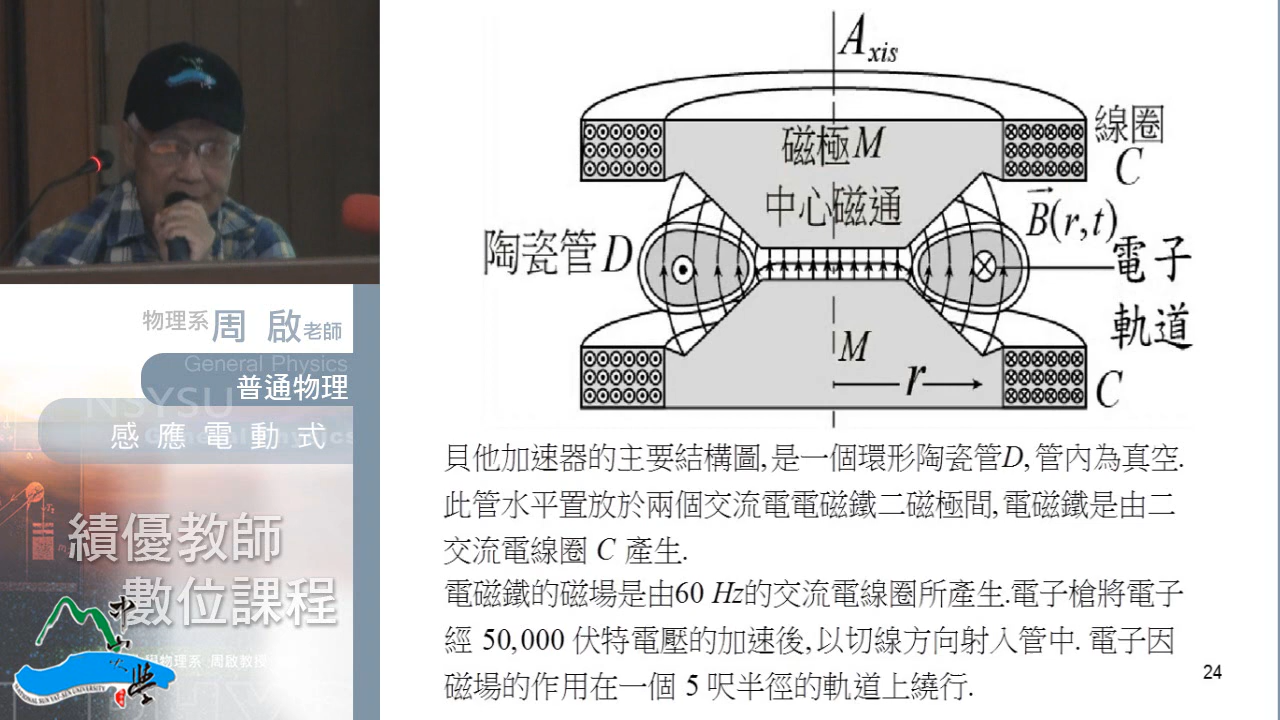 Axis
磁極M
中心磁通
線圈
C
B(r,t)
陶瓷管D
電子
軌道
M
r
C
貝他加速器的主要結構圖,是一個環形陶瓷管D,管內為真空.
此管水平置放於兩個交流電電磁鐵二磁極間,電磁鐵是由二
交流電線圈 C 產生.
電磁鐵的磁場是由60 Hz的交流電線圈所產生.電子槍將電子
經 50,000 伏特電壓的加速後,以切線方向射入管中. 電子因
磁場的作用在一個 5 呎半徑的軌道上繞行.
24
物理系周 啟老師
General Physics
普通物理
NSYSU
感應電動式
績優教師
數位課程
物理系 周啟教授